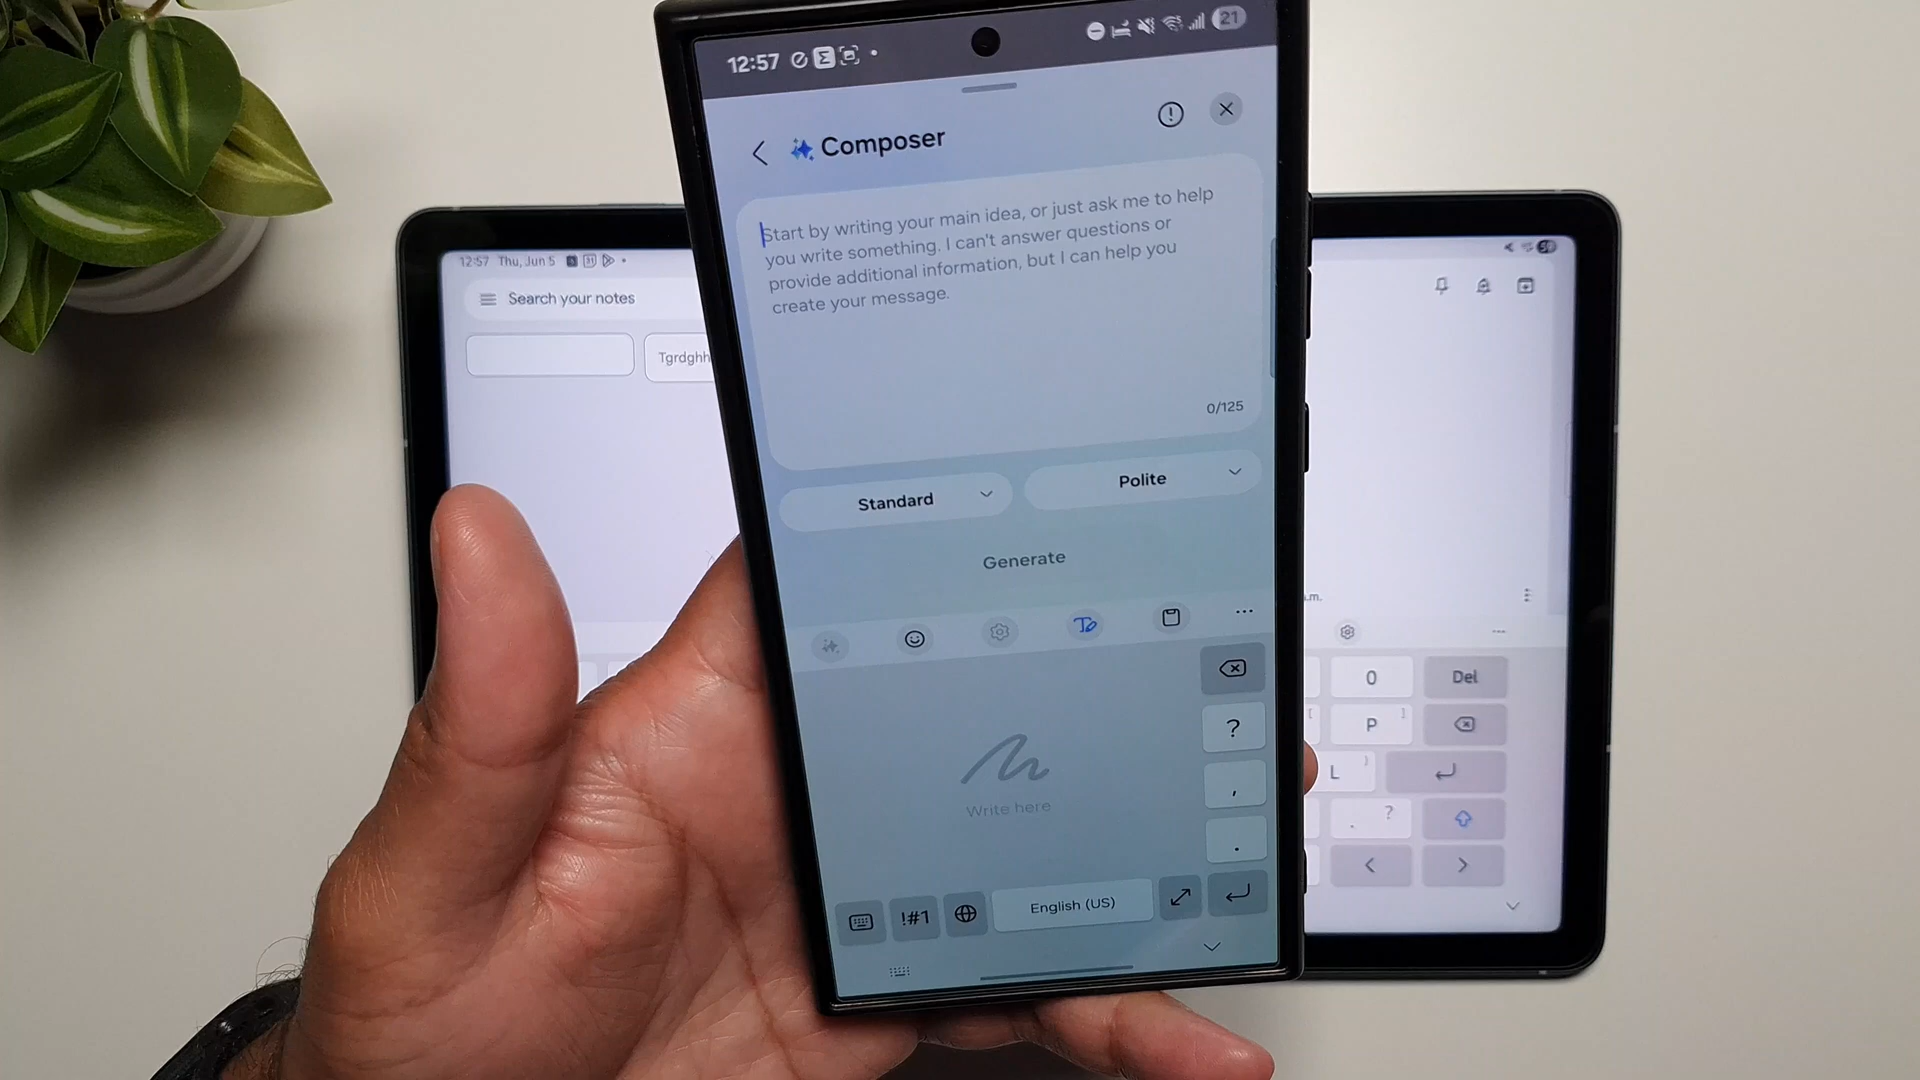 12:57
21
Composer
Start by writing your main idea, or just ask me to help
you write something. I can't answer questions or
provide additional information, but I can help you
create your message.
0/125
Standard
Polite
Generate
Write here
?
,
.
!#1
English (US)
12:57 Thu, Jun 5
31
Search your notes
Tgrdghh
.m.
0
Del
[
P
]
L
)
. ?